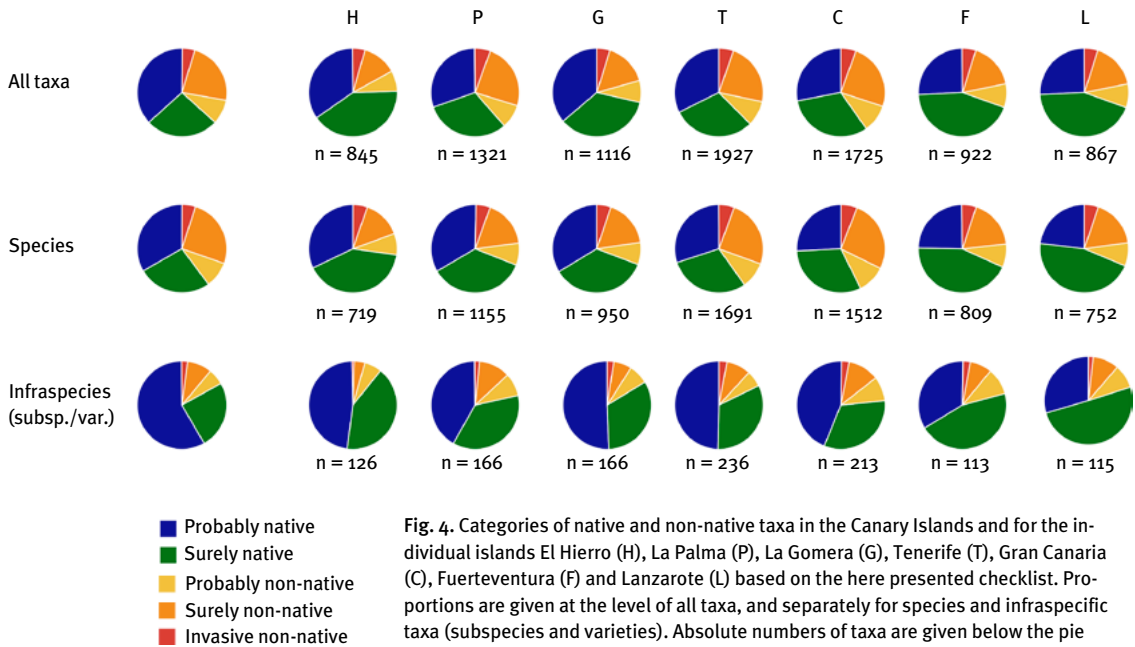 H P G T C F L
All taxa
n = 845 n = 1321 n = 1116 n = 1927 n = 1725 n = 922 n = 867
Species
n = 719 n = 1155 n = 950 n = 1691 n = 1512 n = 809 n = 752
Infraspecies
(subsp./var.)
n = 126 n = 166 n = 166 n = 236 n = 213 n = 113 n = 115
Probably native
Surely native
Probably non-native
Surely non-native
Invasive non-native
Fig. 4. Categories of native and non-native taxa in the Canary Islands and for the in-
dividual islands El Hierro (H), La Palma (P), La Gomera (G), Tenerife (T), Gran Canaria
(C), Fuerteventura (F) and Lanzarote (L) based on the here presented checklist. Pro-
portions are given at the level of all taxa, and separately for species and infraspecific
taxa (subspecies and varieties). Absolute numbers of taxa are given below the pie